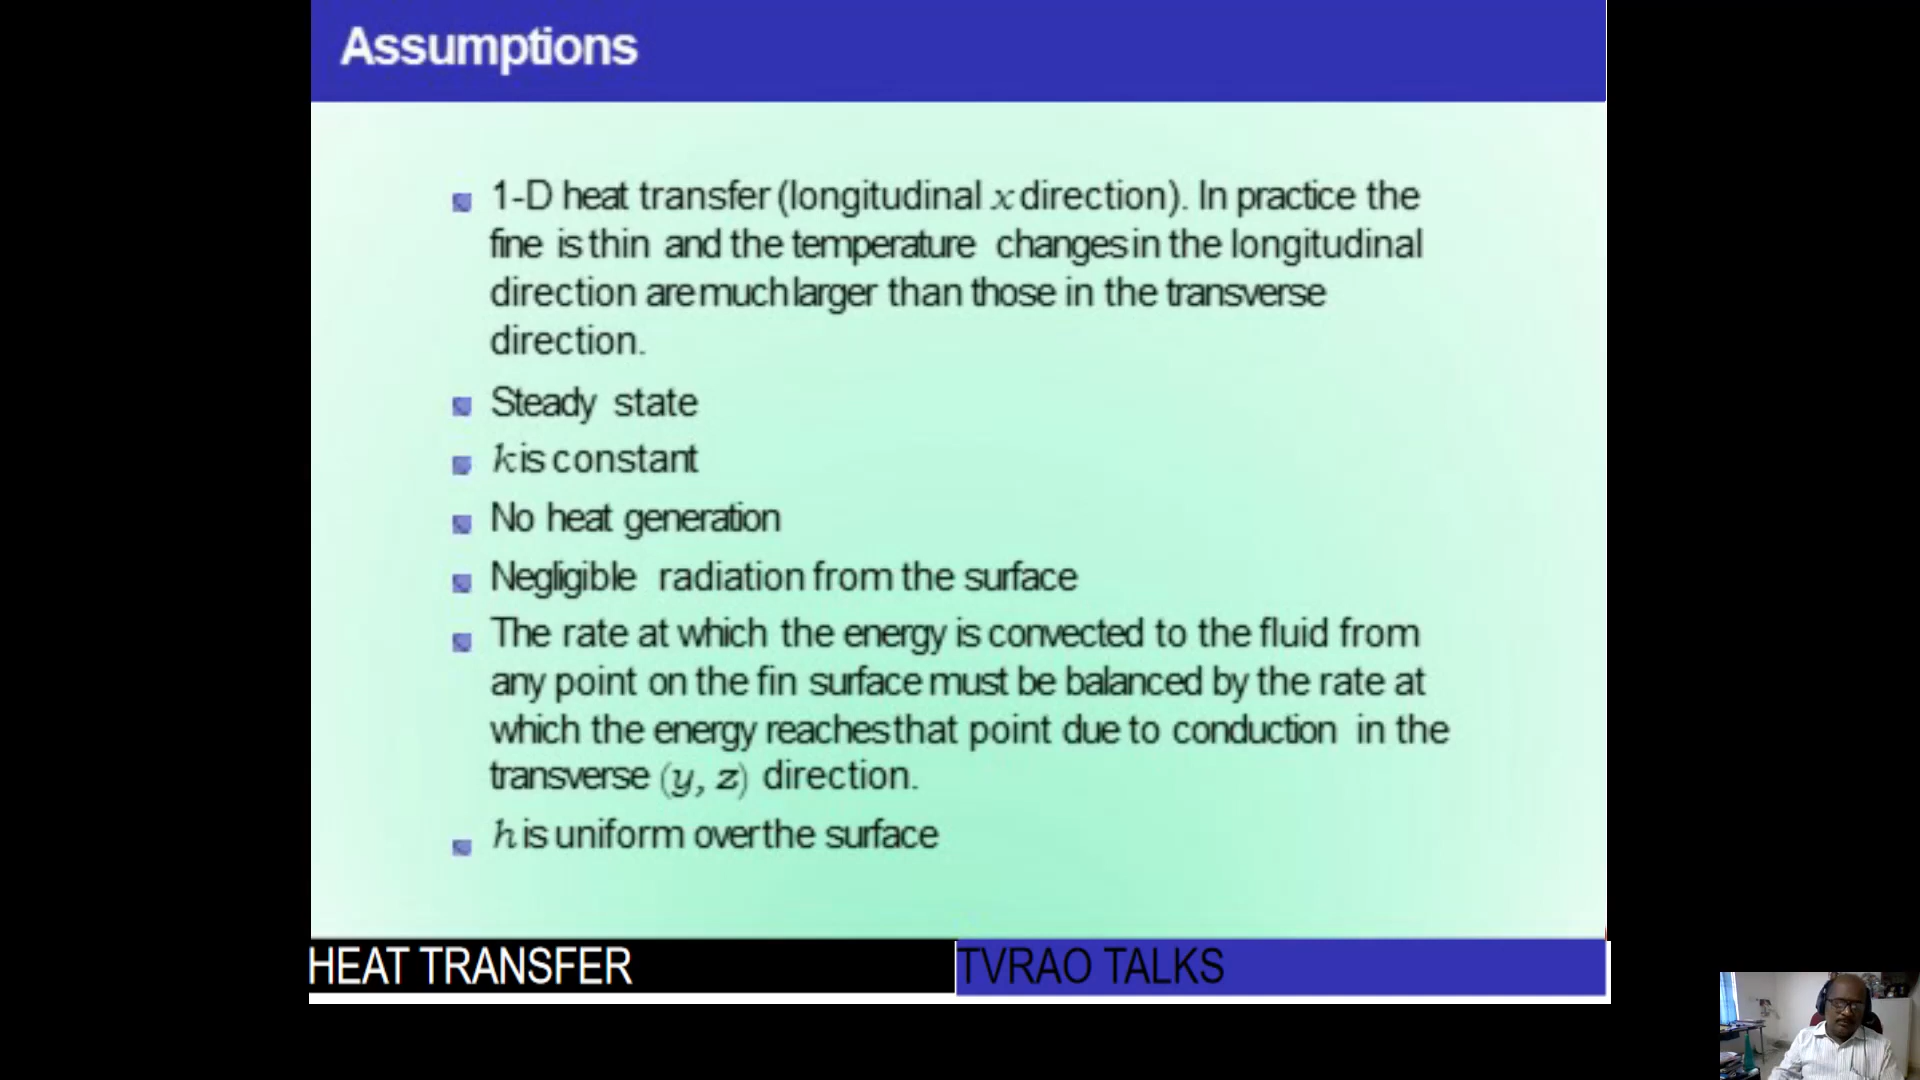 Assumptions
1-D heat transfer (longitudinal x direction). In practice the
fine is thin and the temperature changes in the longitudinal
direction are much larger than those in the transverse
direction.
Steady state
k is constant
No heat generation
Negligible radiation from the surface
The rate at which the energy is convected to the fluid from
any point on the fin surface must be balanced by the rate at
which the energy reaches that point due to conduction in the
transverse (y, z) direction.
h is uniform over the surface
HEAT TRANSFER
TVRAO TALKS